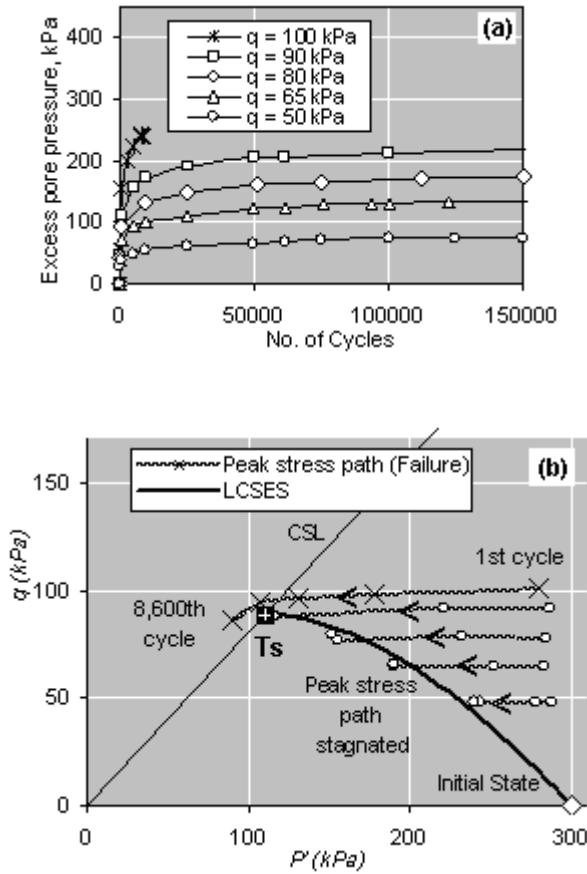 (a)
Excess pore pressure, kPa
400
300
200
100
0
q = 100 kPa
q = 90 kPa
q = 80 kPa
q = 65 kPa
q = 50 kPa
0
50000
100000
150000
No. of Cycles
(b)
q (kPa)
150
100
50
0
Peak stress path (Failure)
LCSES
CSL
1st cycle
8,600th
cycle
Ts
Peak stress
path
stagnated
Initial State
0
100
200
300
P' (kPa)